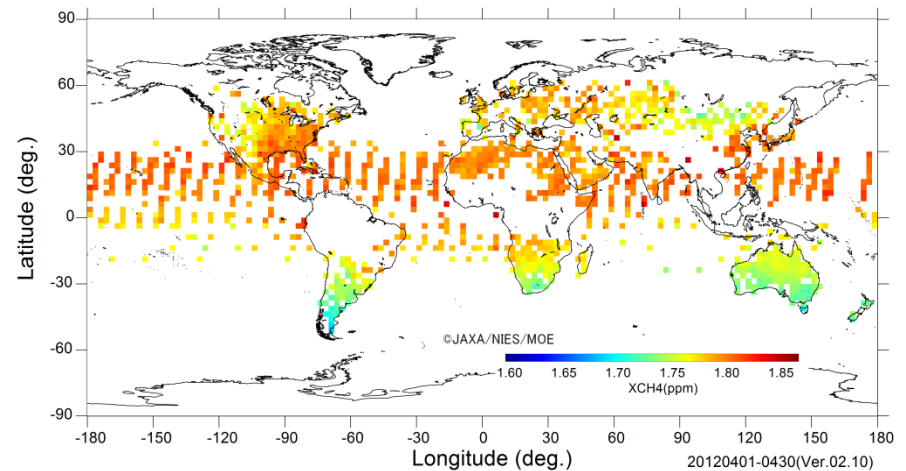 90
60
30
0
-30
-60
-90
Latitude (deg.)
©JAXA/NIES/MOE
1.60 1.65 1.70 1.75 1.80 1.85
XCH4(ppm)
-180 -150 -120 -90 -60 -30 0 30 60 90 120 150 180
Longitude (deg.)
20120401-0430(Ver.02.10)